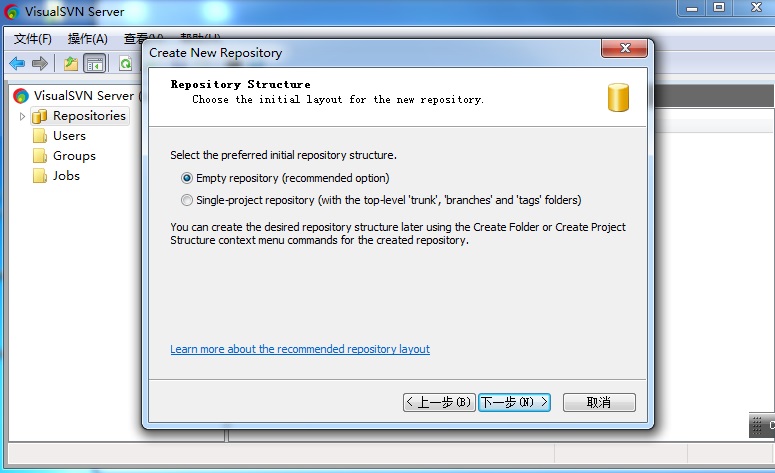 VisualSVN Server
文件(F) 操作(A)
Create New Repository
Repository Structure
Choose the initial layout for the new repository.
VisualSVN Server
Repositories
Users
Groups
Jobs
Select the preferred initial repository structure.
Empty repository (recommended option)
Single-project repository (with the top-level 'trunk', 'branches' and 'tags' folders)
You can create the desired repository structure later using the Create Folder or Create Project
Structure context menu commands for the created repository.
Learn more about the recommended repository layout
< 上一步(B) 下一步(N) > 取消